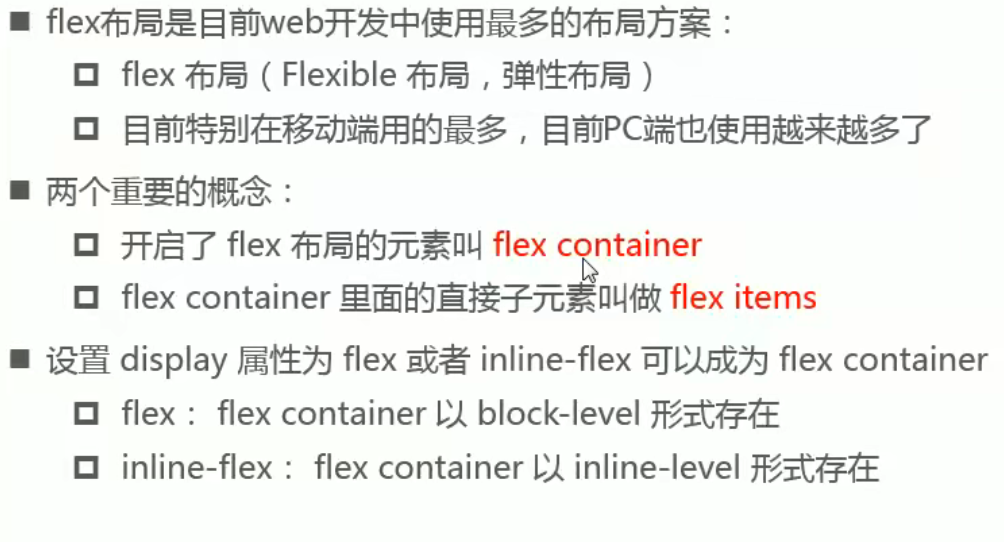 flex布局是目前web开发中使用最多的布局方案：
flex 布局（Flexible 布局，弹性布局）
目前特别在移动端用的最多，目前PC端也使用越来越多了
两个重要的概念：
开启了 flex 布局的元素叫 flex container
flex container 里面的直接子元素叫做 flex items
设置 display 属性为 flex 或者 inline-flex 可以成为 flex container
flex： flex container 以 block-level 形式存在
inline-flex： flex container 以 inline-level 形式存在